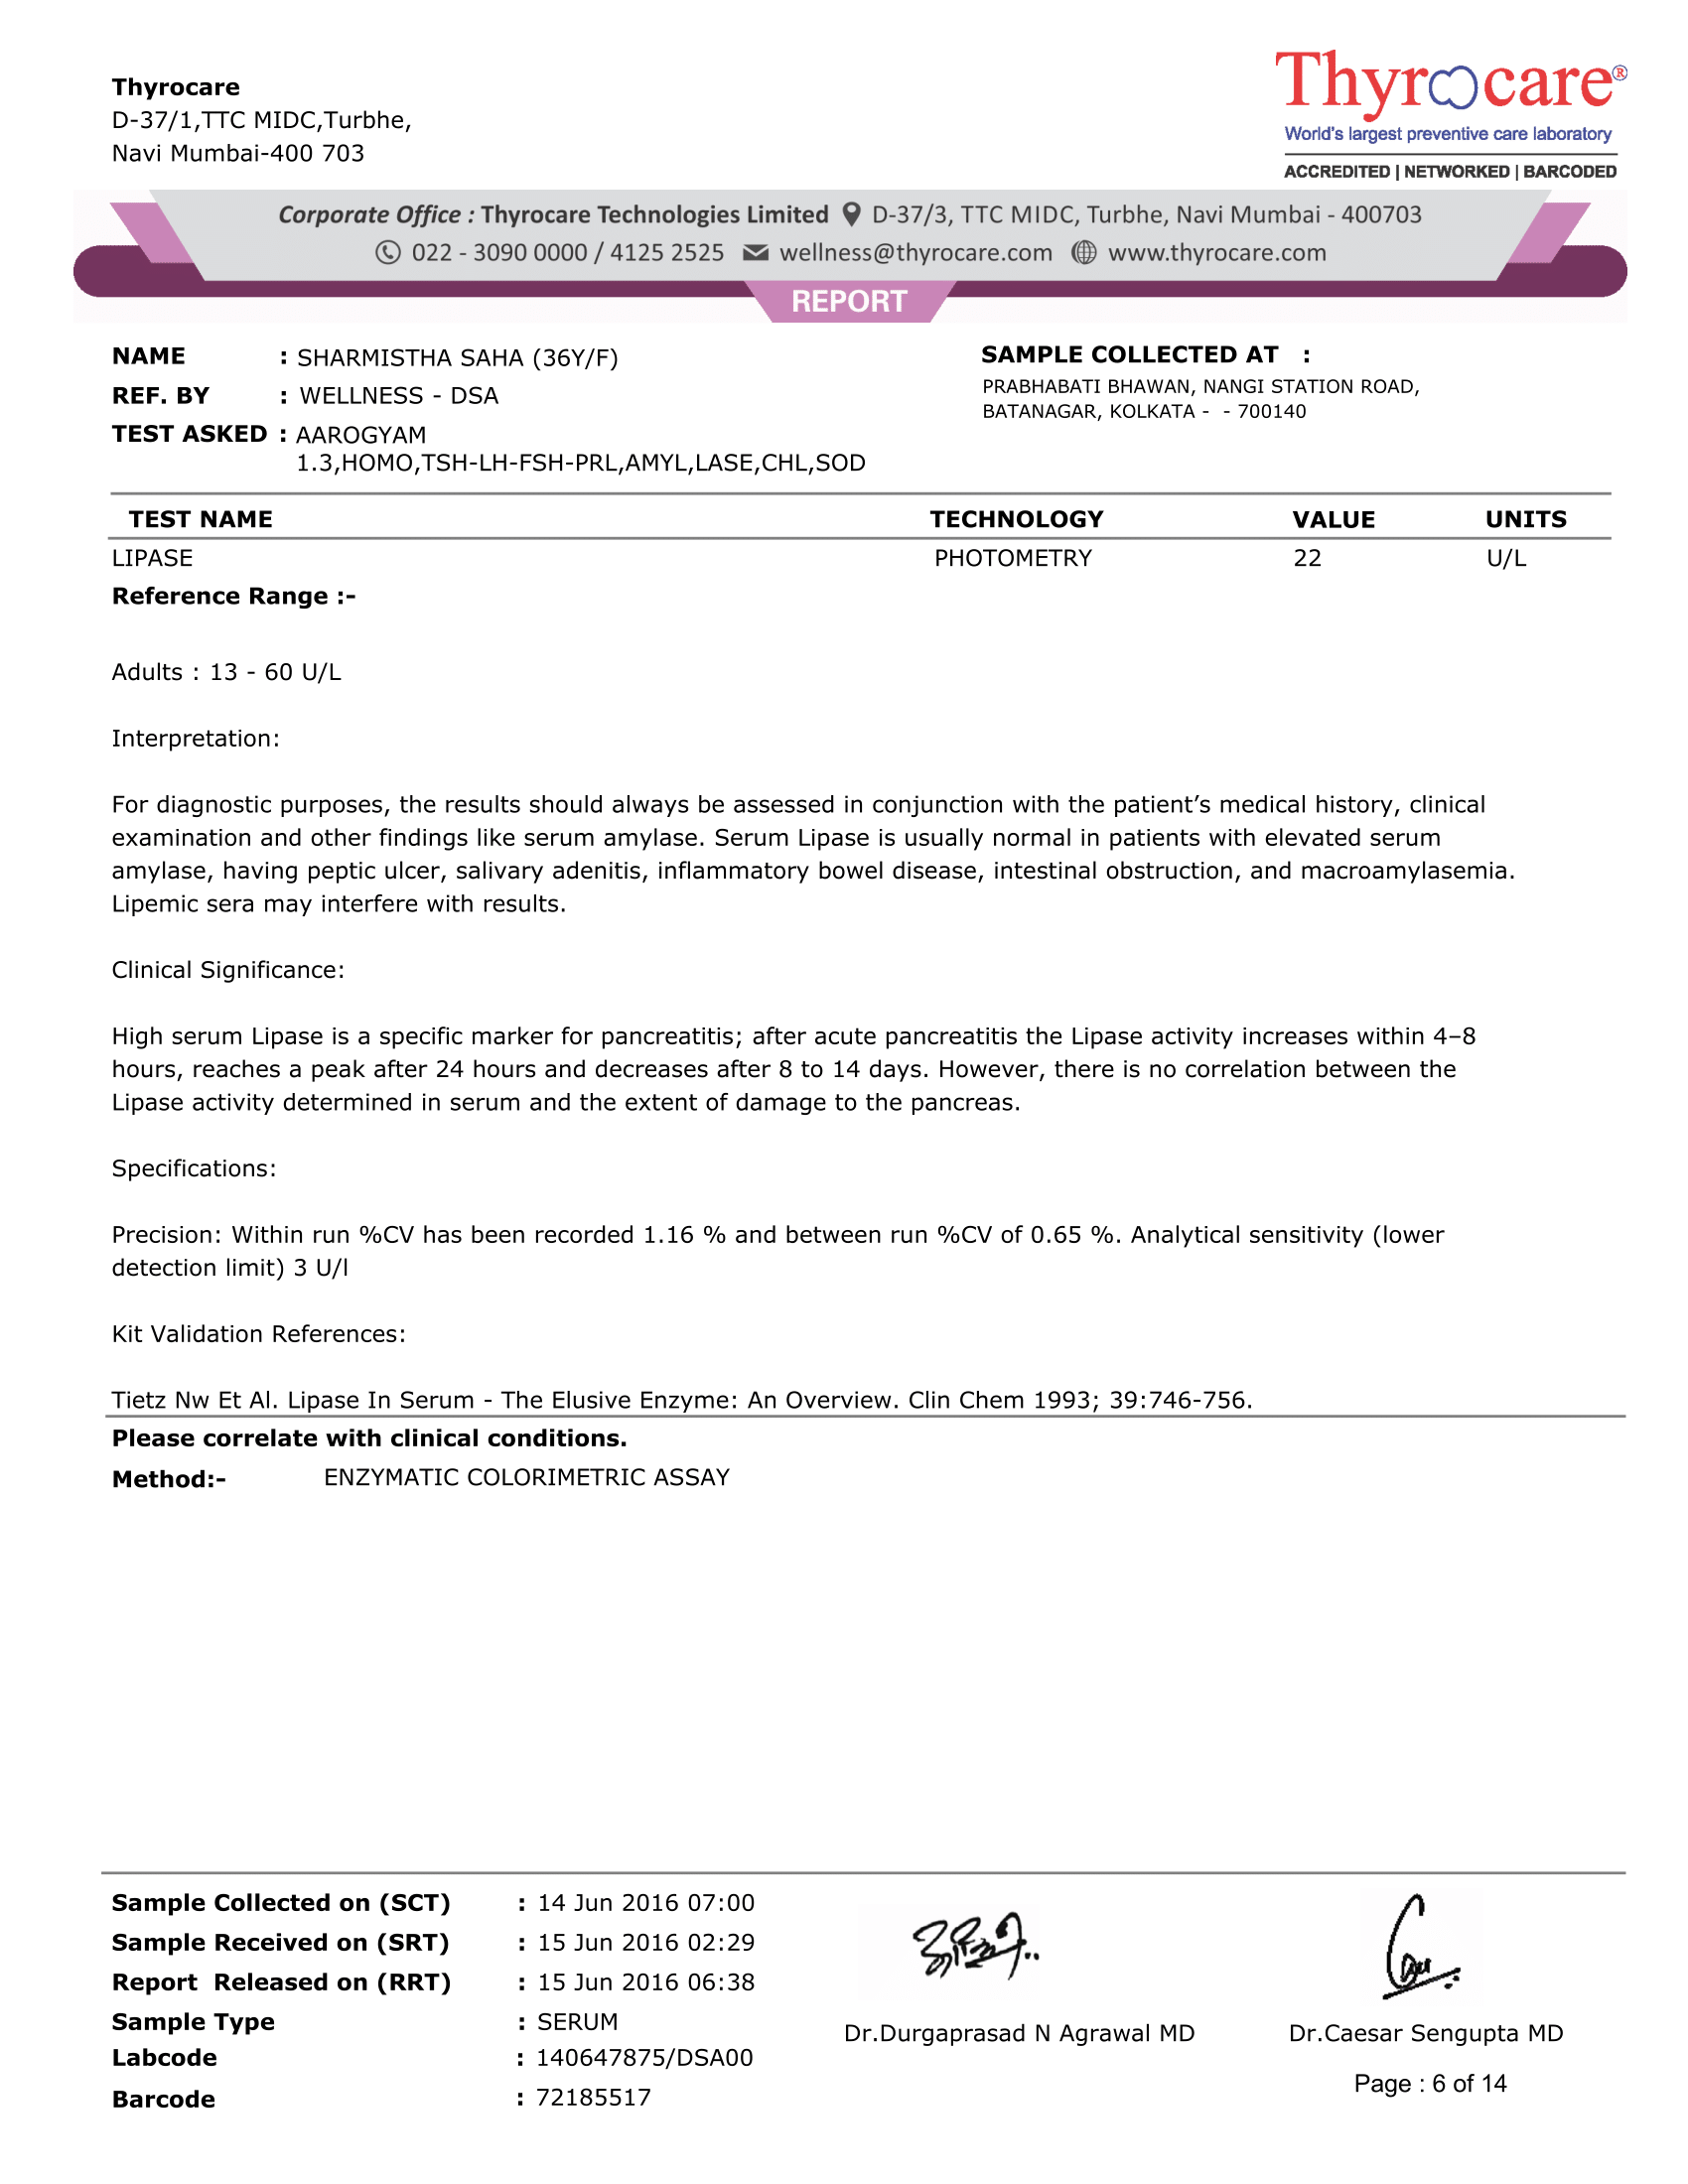 Thyrocare
D-37/1,TTC MIDC,Turbhe,
Navi Mumbai-400 703
Thyrocare®
World's largest preventive care laboratory
ACCREDITED | NETWORKED | BARCODED
Corporate Office : Thyrocare Technologies Limited D-37/3, TTC MIDC, Turbhe, Navi Mumbai - 400703
022 - 3090 0000 / 4125 2525 wellness@thyrocare.com www.thyrocare.com
REPORT
NAME : SHARMISTHA SAHA (36Y/F)
REF. BY : WELLNESS - DSA
TEST ASKED : AAROGYAM
1.3,HOMO,TSH-LH-FSH-PRL,AMYL,LASE,CHL,SOD
SAMPLE COLLECTED AT :
PRABHABATI BHAWAN, NANGI STATION ROAD,
BATANAGAR, KOLKATA - - 700140
TEST NAME TECHNOLOGY VALUE UNITS
LIPASE PHOTOMETRY 22 U/L
Reference Range :-
Adults : 13 - 60 U/L
Interpretation:
For diagnostic purposes, the results should always be assessed in conjunction with the patient’s medical history, clinical
examination and other findings like serum amylase. Serum Lipase is usually normal in patients with elevated serum
amylase, having peptic ulcer, salivary adenitis, inflammatory bowel disease, intestinal obstruction, and macroamylasemia.
Lipemic sera may interfere with results.
Clinical Significance:
High serum Lipase is a specific marker for pancreatitis; after acute pancreatitis the Lipase activity increases within 4–8
hours, reaches a peak after 24 hours and decreases after 8 to 14 days. However, there is no correlation between the
Lipase activity determined in serum and the extent of damage to the pancreas.
Specifications:
Precision: Within run %CV has been recorded 1.16 % and between run %CV of 0.65 %. Analytical sensitivity (lower
detection limit) 3 U/l
Kit Validation References:
Tietz Nw Et Al. Lipase In Serum - The Elusive Enzyme: An Overview. Clin Chem 1993; 39:746-756.
Please correlate with clinical conditions.
Method:- ENZYMATIC COLORIMETRIC ASSAY
Sample Collected on (SCT) : 14 Jun 2016 07:00
Sample Received on (SRT) : 15 Jun 2016 02:29
Report Released on (RRT) : 15 Jun 2016 06:38
Sample Type : SERUM
Labcode : 140647875/DSA00
Barcode : 72185517
Dr.Durgaprasad N Agrawal MD
Dr.Caesar Sengupta MD
Page : 6 of 14